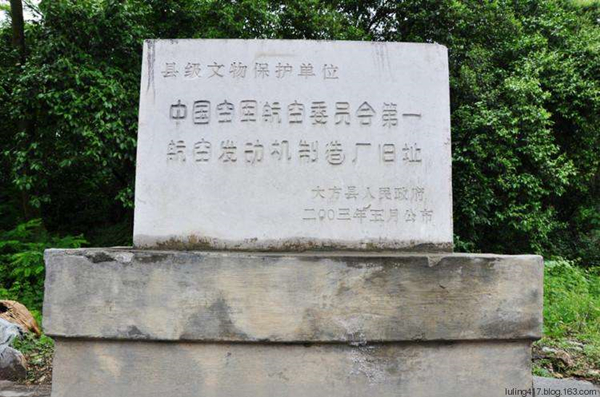 县级文物保护单位
中国空军航空委员会第一
航空发动机制造厂旧址
大方县人民政府
二〇〇三年五月公布
luling417.blog.163.com